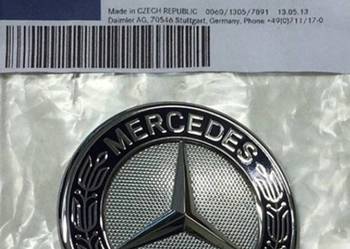 Made in CZECH REPUBLIC 0060/1305/7891 13.05.13
Daimler AG, 70546 Stuttgart, Germany, Phone +49(0)711/17-0
MERCEDES